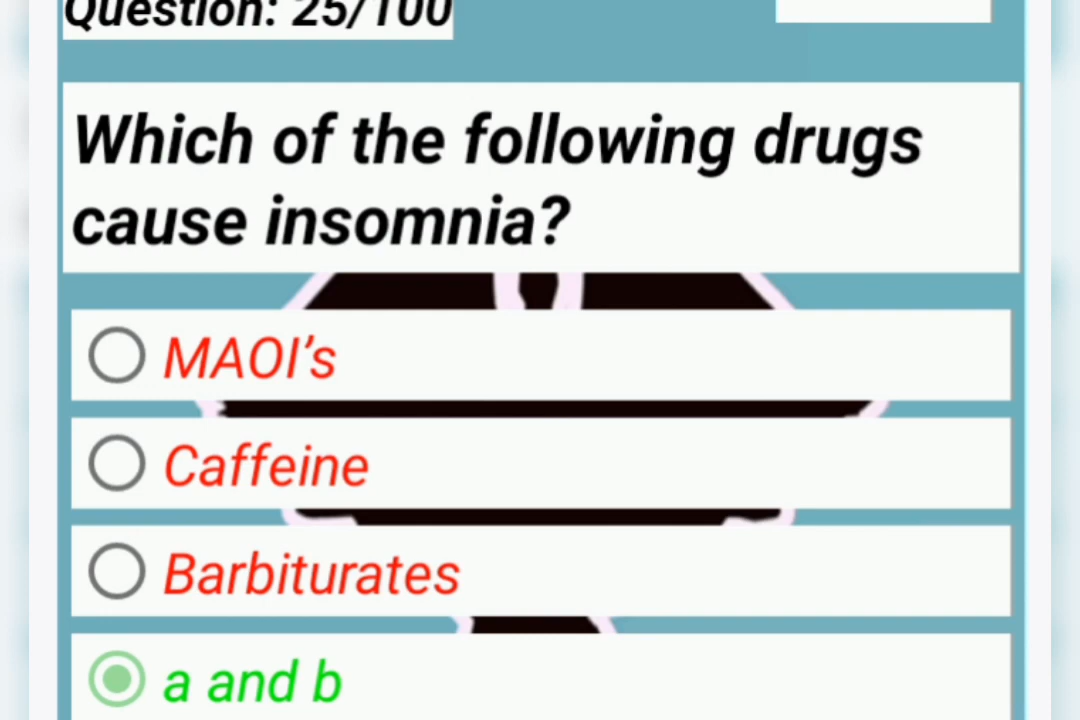 Question: 25/100
Which of the following drugs
cause insomnia?
MAOI’s
Caffeine
Barbiturates
a and b